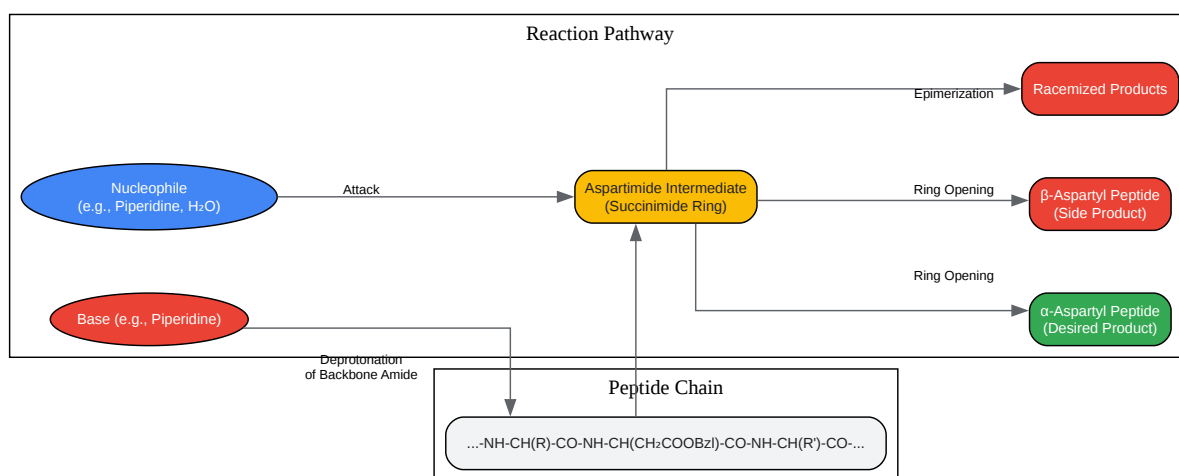 Reaction Pathway
Epimerization
Racemized Products
Nucleophile
(e.g., Piperidine, H₂O)
Attack
Aspartimide Intermediate
(Succinimide Ring)
Ring Opening
β-Aspartyl Peptide
(Side Product)
Ring Opening
α-Aspartyl Peptide
(Desired Product)
Base (e.g., Piperidine)
Deprotonation
of Backbone Amide
Peptide Chain
...-NH-CH(R)-CO-NH-CH(CH₂COOBzl)-CO-NH-CH(R')-CO-...